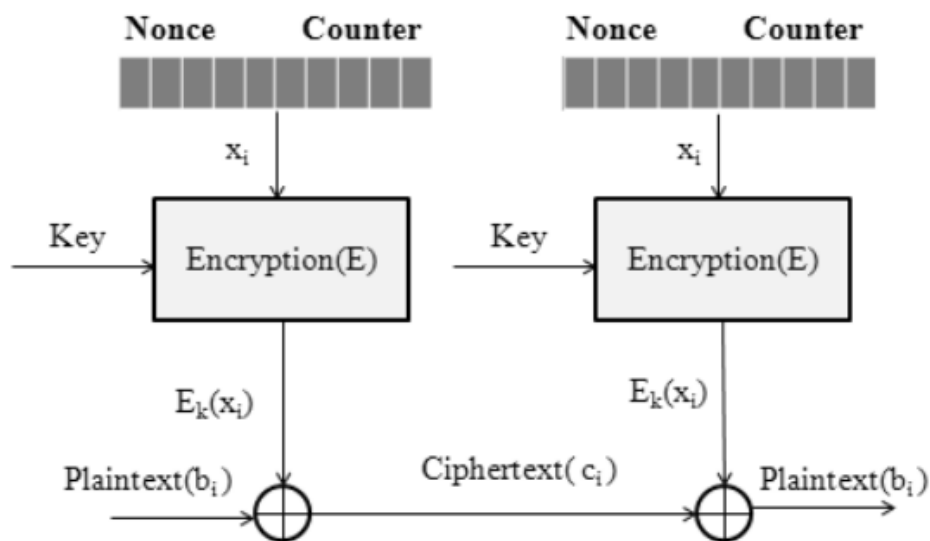 Nonce Counter Nonce Counter
xᵢ xᵢ
Key Encryption(E) Key Encryption(E)
Eₖ(xᵢ) Eₖ(xᵢ)
Plaintext(bᵢ) Ciphertext( cᵢ) Plaintext(bᵢ)